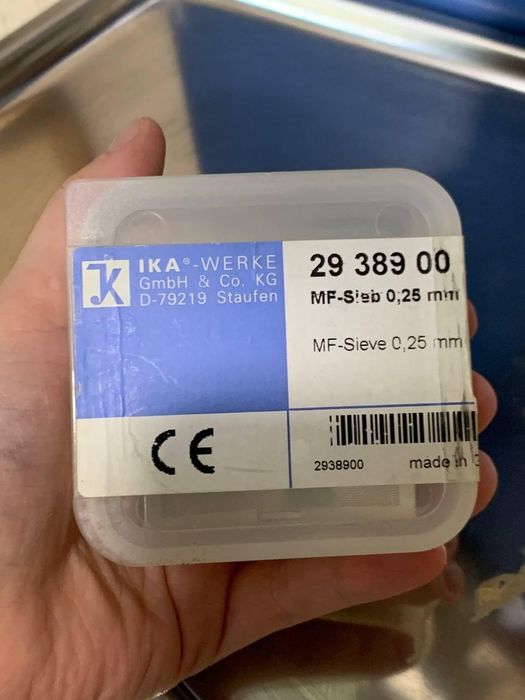 IKA®-WERKE
GmbH & Co. KG
D-79219 Staufen
29 389 00
MF-Sieb 0,25 mm
MF-Sieve 0,25 mm
CE
2938900
made in